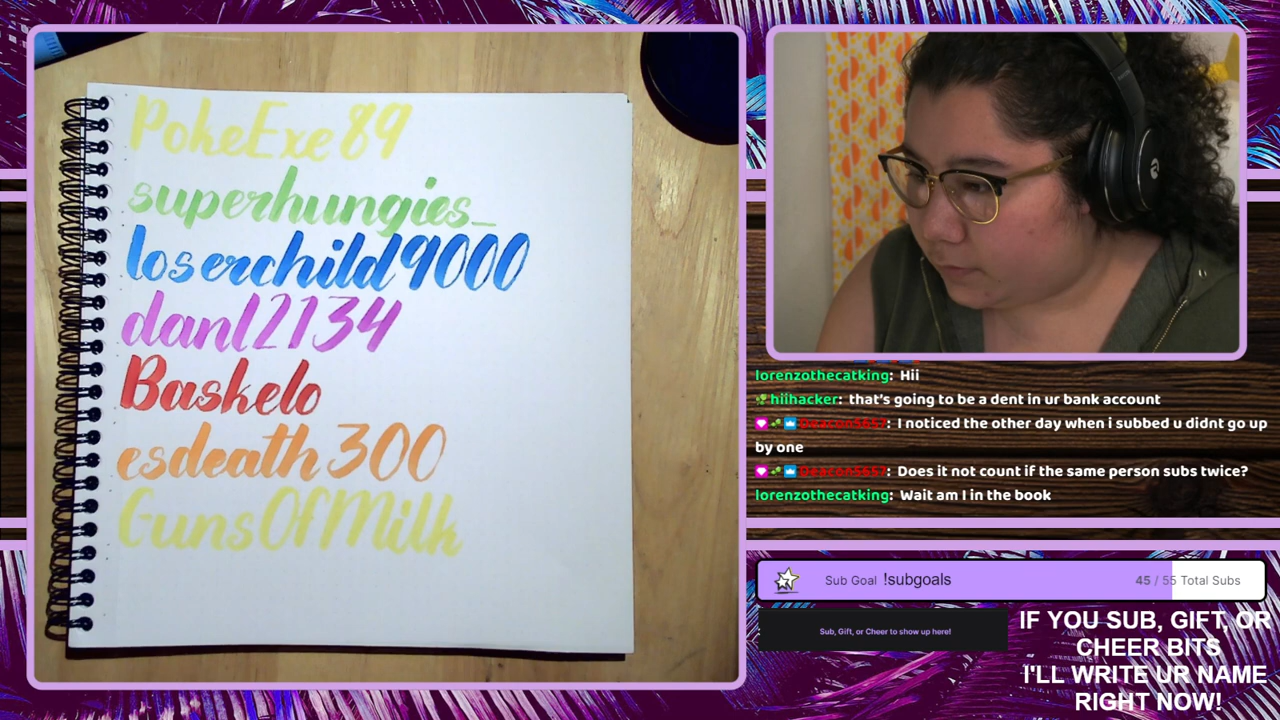 PokeExe89
superhungies_
loserchild9000
danl2134
Baskelo
esdeath300
GunsOfMilk
lorenzothecatking: Hii
hiihacker: that's going to be a dent in ur bank account
Deacon5657: I noticed the other day when i subbed u didnt go up
by one
Deacon5657: Does it not count if the same person subs twice?
lorenzothecatking: Wait am I in the book
Sub Goal !subgoals 45 / 55 Total Subs
Sub, Gift, or Cheer to show up here!
IF YOU SUB, GIFT, OR
CHEER BITS
I'LL WRITE UR NAME
RIGHT NOW!